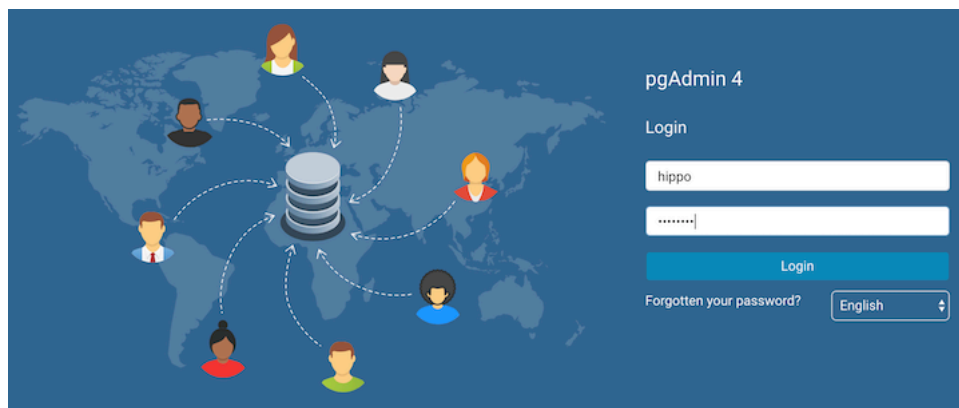 pgAdmin 4
Login
hippo
••••••••
Login
Forgotten your password?
English